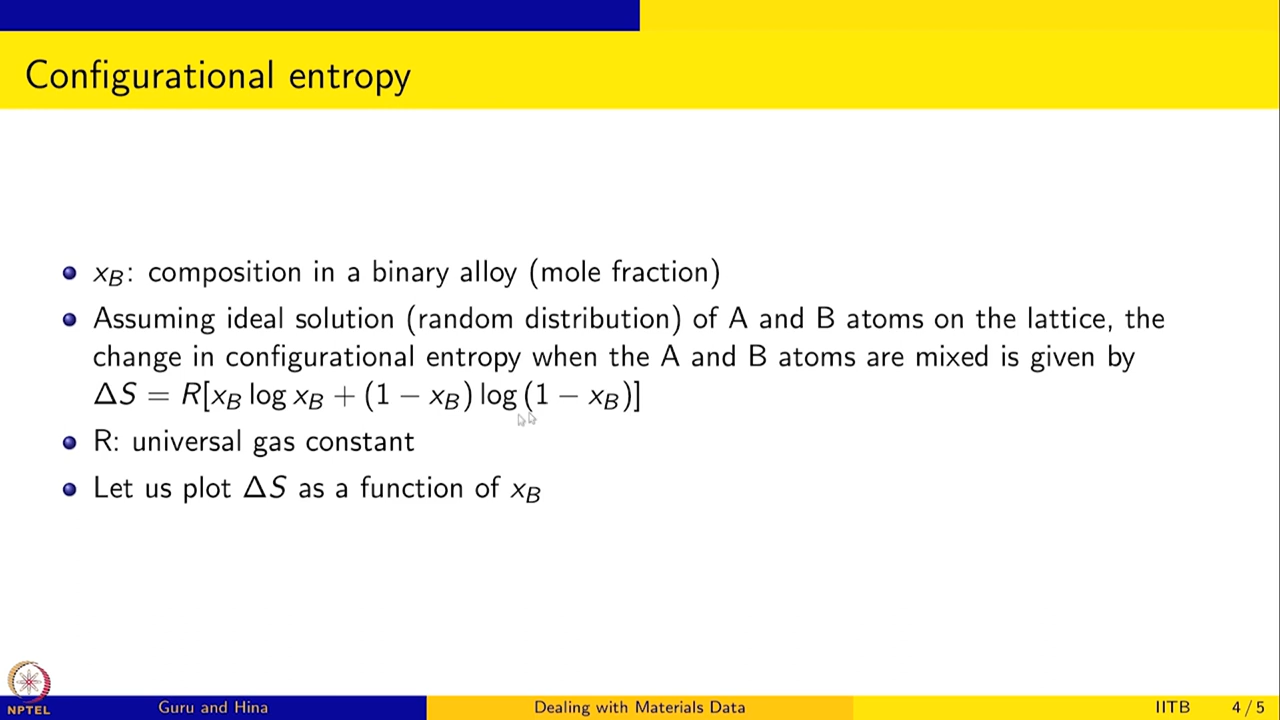 Configurational entropy
x_B: composition in a binary alloy (mole fraction)
Assuming ideal solution (random distribution) of A and B atoms on the lattice, the
change in configurational entropy when the A and B atoms are mixed is given by
ΔS = R[x_B log x_B + (1 − x_B) log (1 − x_B)]
R: universal gas constant
Let us plot ΔS as a function of x_B
NPTEL
Guru and Hina
Dealing with Materials Data
IITB
4 / 5